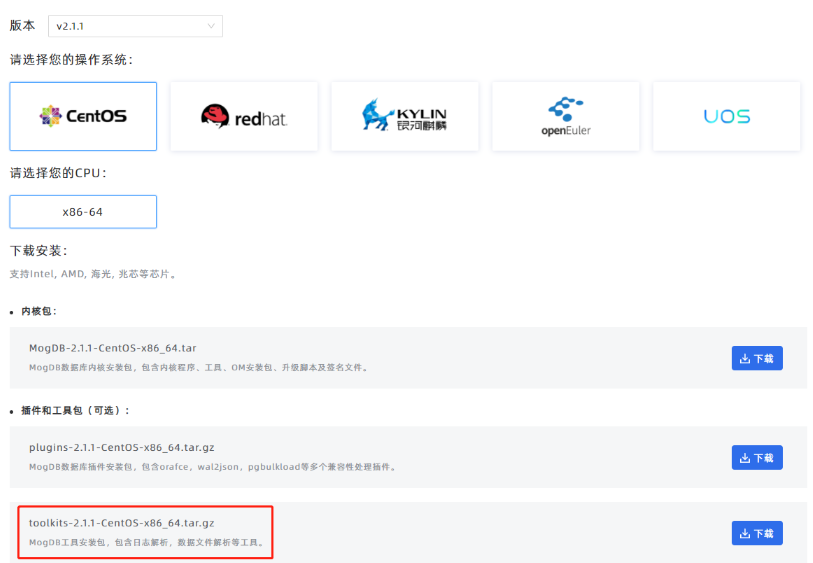 版本 v2.1.1
请选择您的操作系统：
CentOS redhat. KYLIN 银河麒麟 openEuler UOS
请选择您的CPU：
x86-64
下载安装：
支持Intel, AMD, 海光, 兆芯等芯片。
• 内核包：
MogDB-2.1.1-CentOS-x86_64.tar
MogDB数据库内核安装包，包含内核程序、工具、OM安装包、升级脚本及签名文件。
下载
• 插件和工具包（可选）：
plugins-2.1.1-CentOS-x86_64.tar.gz
MogDB数据库插件安装包，包含orafce，wal2json，pgbulkload等多个兼容性处理插件。
下载
toolkits-2.1.1-CentOS-x86_64.tar.gz
MogDB工具安装包，包含日志解析，数据文件解析等工具。
下载